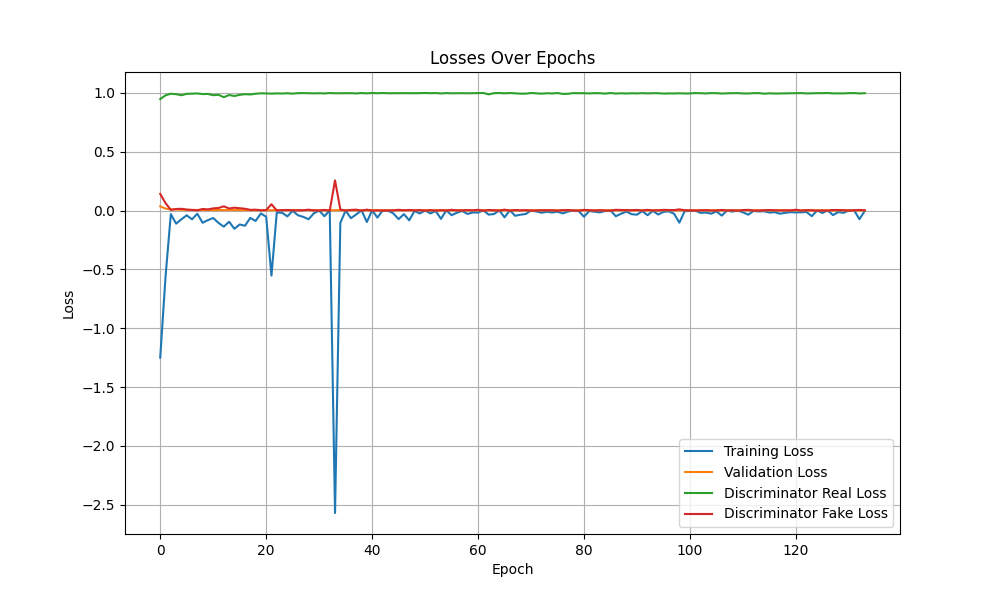 Losses Over Epochs
1.0
0.5
0.0
−0.5
−1.0
−1.5
−2.0
−2.5
Loss
0 20 40 60 80 100 120
Epoch
Training Loss
Validation Loss
Discriminator Real Loss
Discriminator Fake Loss